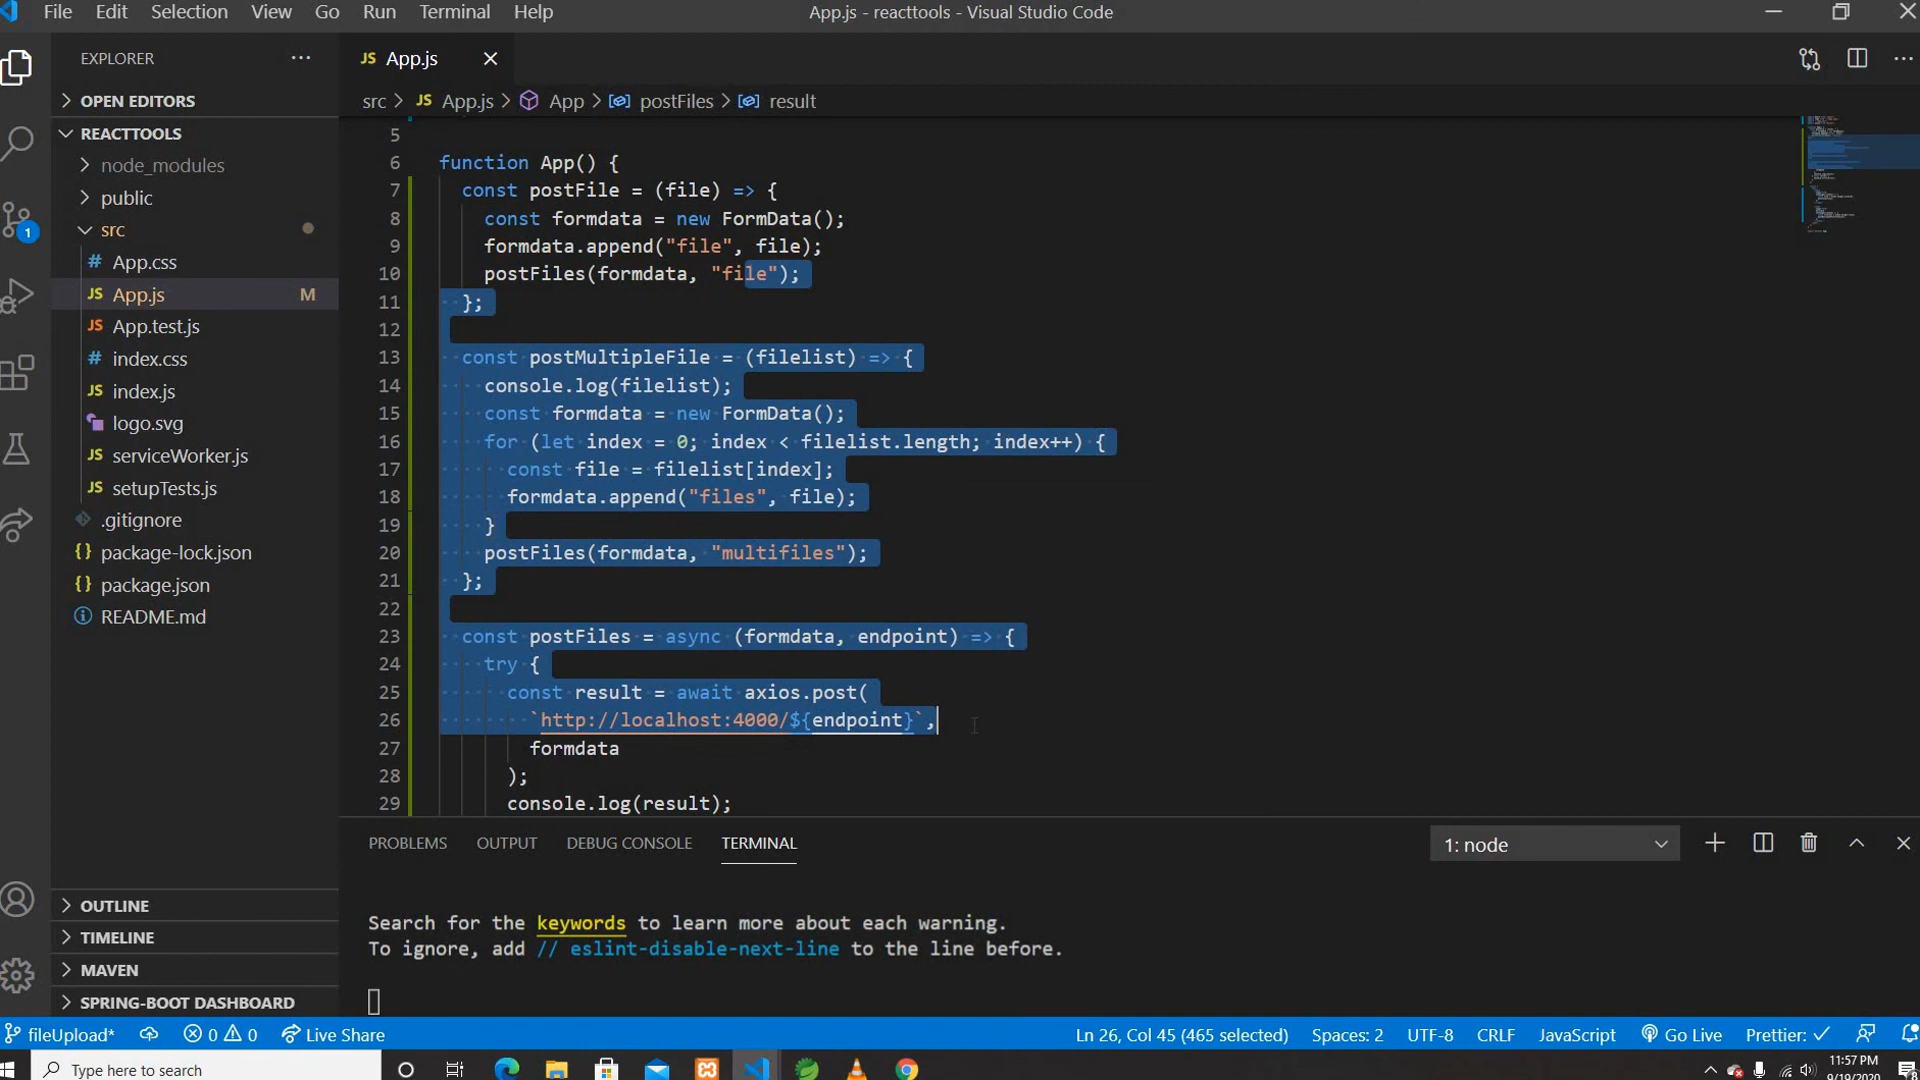 File Edit Selection View Go Run Terminal Help
App.js - reacttools - Visual Studio Code
EXPLORER
OPEN EDITORS
REACTTOOLS
node_modules
public
src
App.css
App.js M
App.test.js
index.css
index.js
logo.svg
serviceWorker.js
setupTests.js
.gitignore
package-lock.json
package.json
README.md
OUTLINE
TIMELINE
MAVEN
SPRING-BOOT DASHBOARD
1
JS App.js
src > JS App.js > App > postFiles > result
5
6 function App() {
7 const postFile = (file) => {
8 const formdata = new FormData();
9 formdata.append("file", file);
10 postFiles(formdata, "file");
11 };
12
13 const postMultipleFile = (filelist) => {
14 console.log(filelist);
15 const formdata = new FormData();
16 for (let index = 0; index < filelist.length; index++) {
17 const file = filelist[index];
18 formdata.append("files", file);
19 }
20 postFiles(formdata, "multifiles");
21 };
22
23 const postFiles = async (formdata, endpoint) => {
24 try {
25 const result = await axios.post(
26 `http://localhost:4000/${endpoint}`,
27 formdata
28 );
29 console.log(result);
PROBLEMS OUTPUT DEBUG CONSOLE TERMINAL
1: node
Search for the keywords to learn more about each warning.
To ignore, add // eslint-disable-next-line to the line before.
fileUpload* 0 0 Live Share
Ln 26, Col 45 (465 selected) Spaces: 2 UTF-8 CRLF JavaScript Go Live Prettier: ✓
Type here to search
11:57 PM
9/19/2020